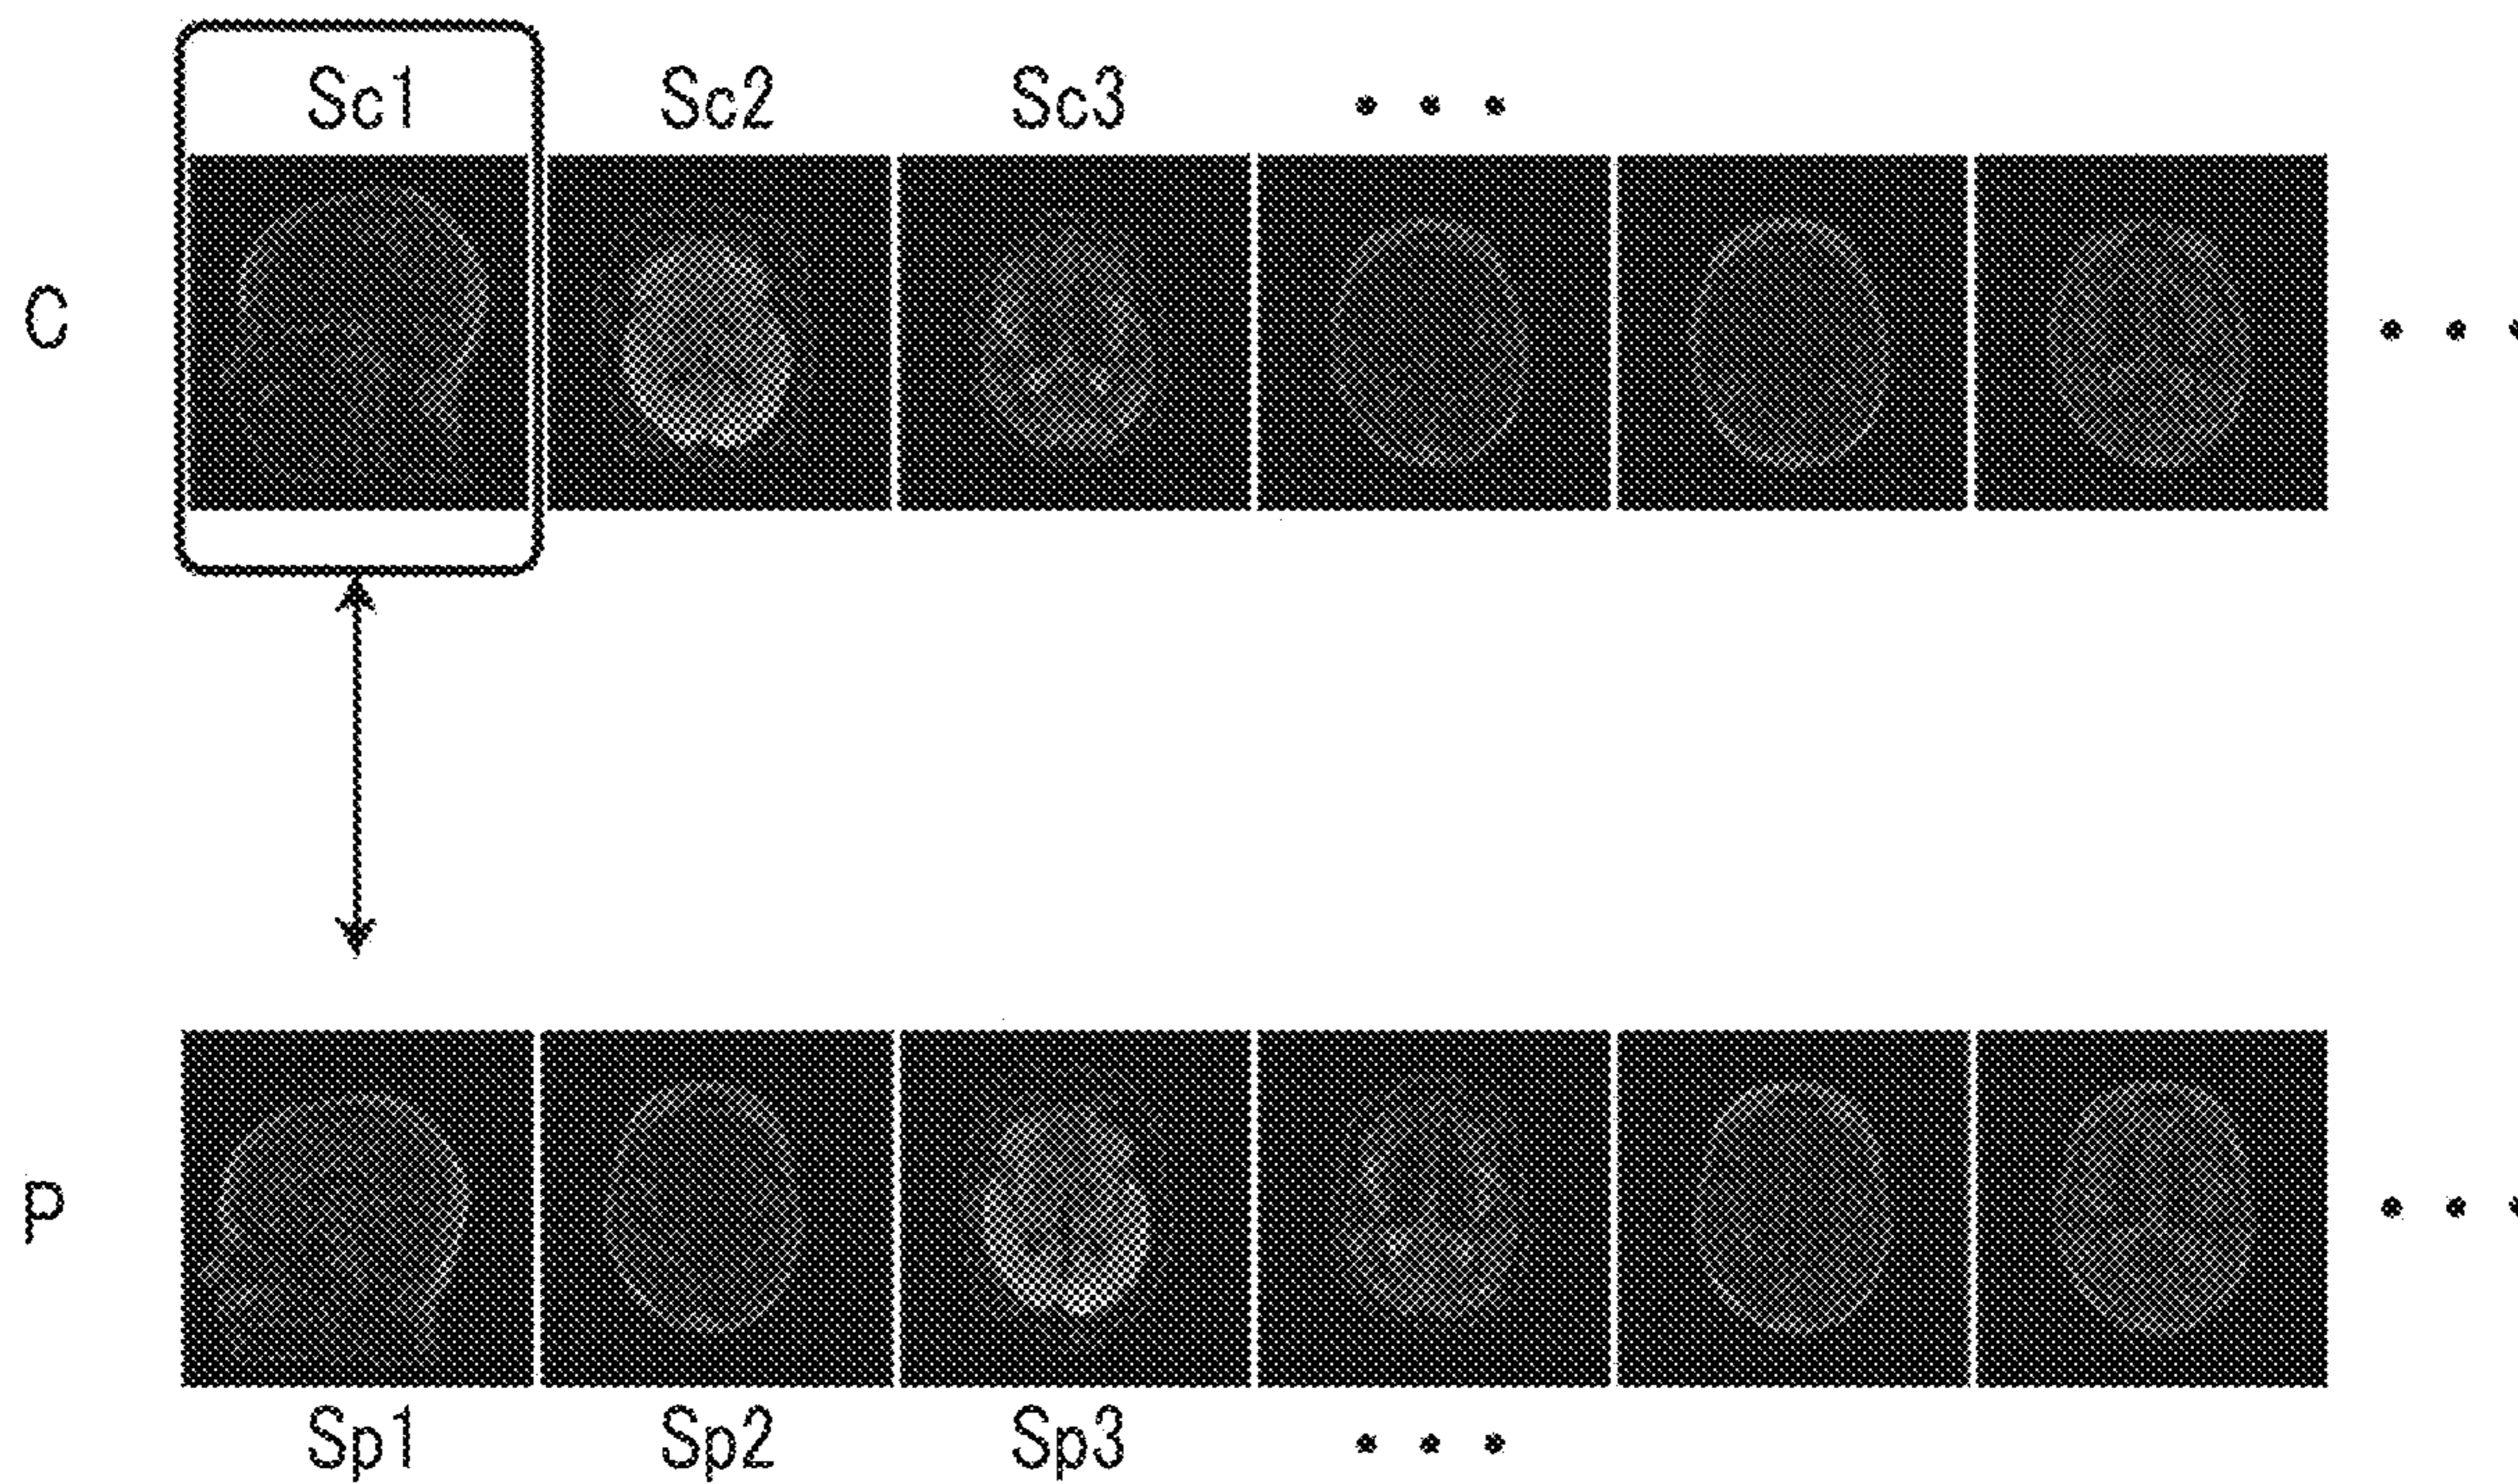 Sc1 Sc2 Sc3 • • •
C • • •
P • • •
Sp1 Sp2 Sp3 • • •